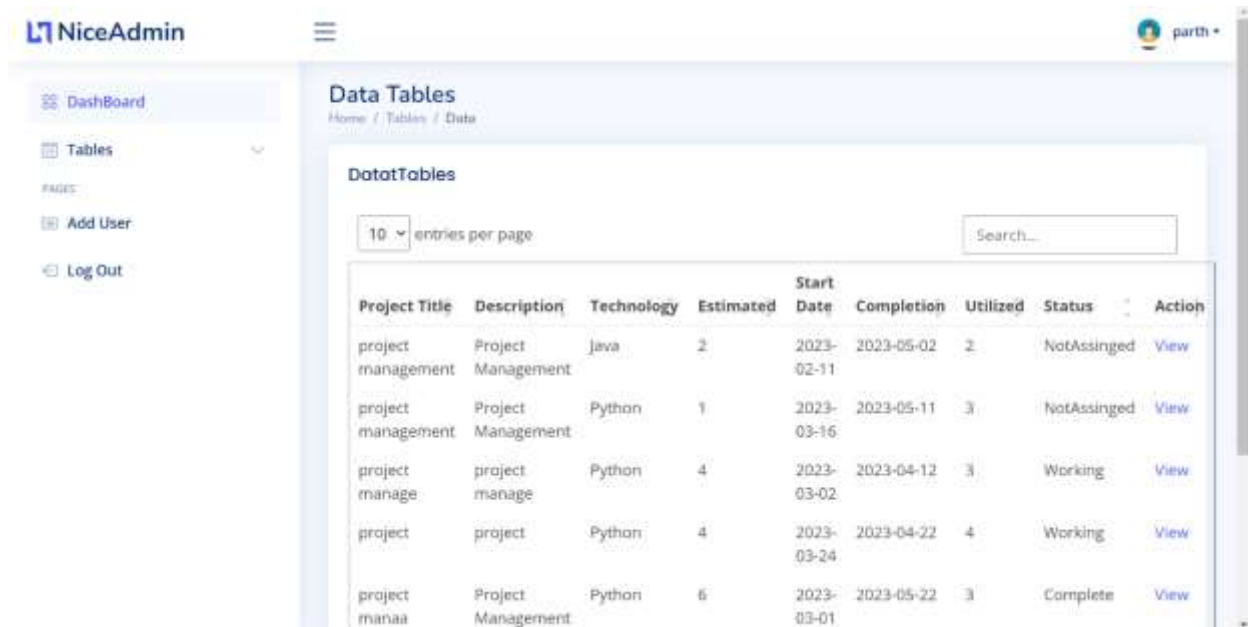 NiceAdmin
parth
DashBoard
Tables
PAGES
Add User
Log Out
Data Tables
Home / Tables / Data
DatatTables
10 entries per page
Search...
Project Title Description Technology Estimated Start Date Completion Utilized Status Action
project Project Java 2 2023- 2023-05-02 2 NotAssinged View
management Management 02-11
project Project Python 1 2023- 2023-05-11 3 NotAssinged View
management Management 03-16
project project Python 4 2023- 2023-04-12 3 Working View
manage manage 03-02
project project Python 4 2023- 2023-04-22 4 Working View
03-24
project Project Python 6 2023- 2023-05-22 3 Complete View
manaa Management 03-01